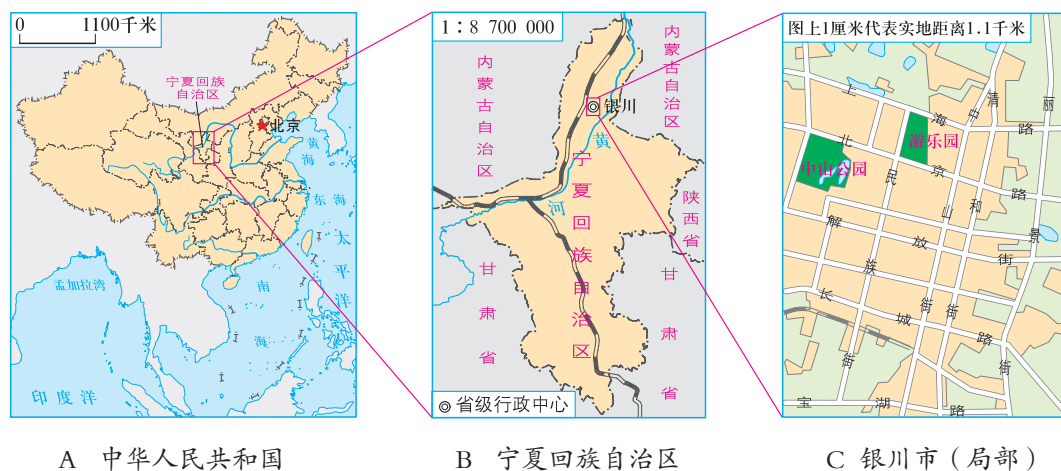 0 1100千米
宁夏回族
自治区
北京
黄海
东海
太平洋
孟加拉湾
南海
印度洋
1∶8 700 000
内蒙古自治区
内蒙古自治区
银川
黄河
宁夏回族自治区
陕西省
甘肃省
甘肃省
◎省级行政中心
图上1厘米代表实地距离1.1千米
上海路
清和街
丽景街
北京路
游乐园
中山公园
民族街
中山街
解放街
长城路
宝湖路
A 中华人民共和国
B 宁夏回族自治区
C 银川市（局部）